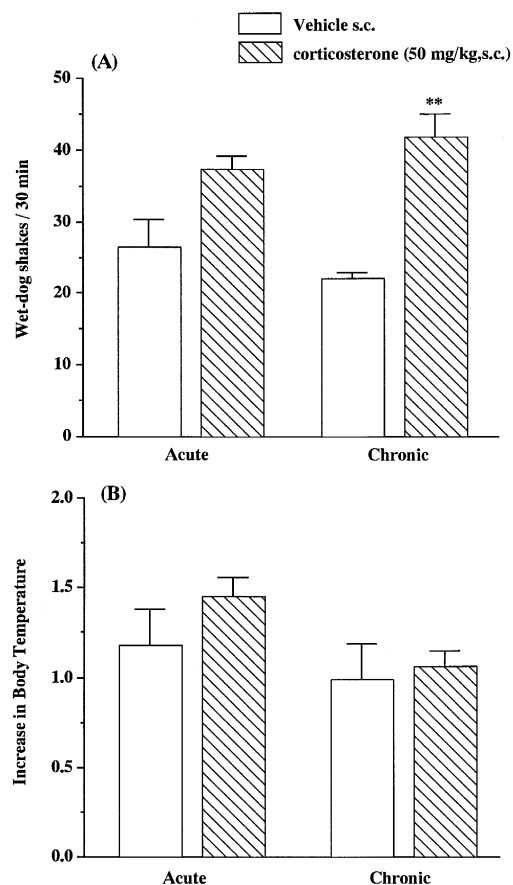 Vehicle s.c.
corticosterone (50 mg/kg,s.c.)
(A)
50
40
30
20
10
0
Wet-dog shakes / 30 min
**
Acute
Chronic
(B)
2.0
1.5
1.0
0.5
0.0
Increase in Body Temperature
Acute
Chronic